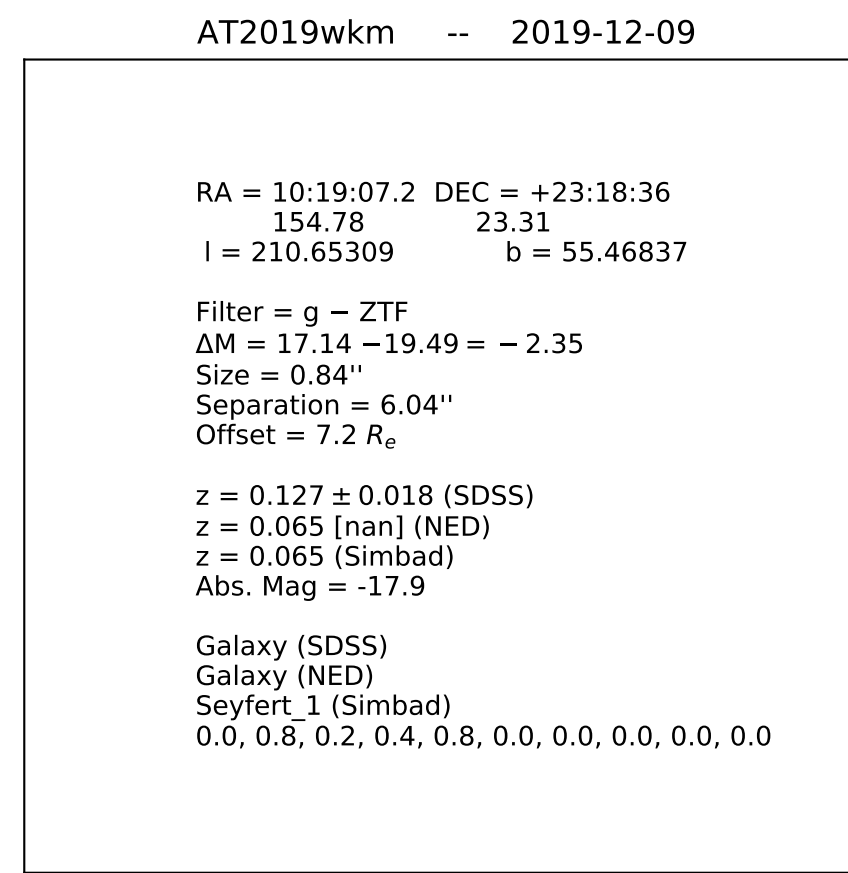 AT2019wkm -- 2019-12-09
RA = 10:19:07.2 DEC = +23:18:36
154.78 23.31
l = 210.65309 b = 55.46837
Filter = g − ZTF
ΔM = 17.14 −19.49 = − 2.35
Size = 0.84''
Separation = 6.04''
Offset = 7.2 Rₑ
z = 0.127 ± 0.018 (SDSS)
z = 0.065 [nan] (NED)
z = 0.065 (Simbad)
Abs. Mag = -17.9
Galaxy (SDSS)
Galaxy (NED)
Seyfert_1 (Simbad)
0.0, 0.8, 0.2, 0.4, 0.8, 0.0, 0.0, 0.0, 0.0, 0.0